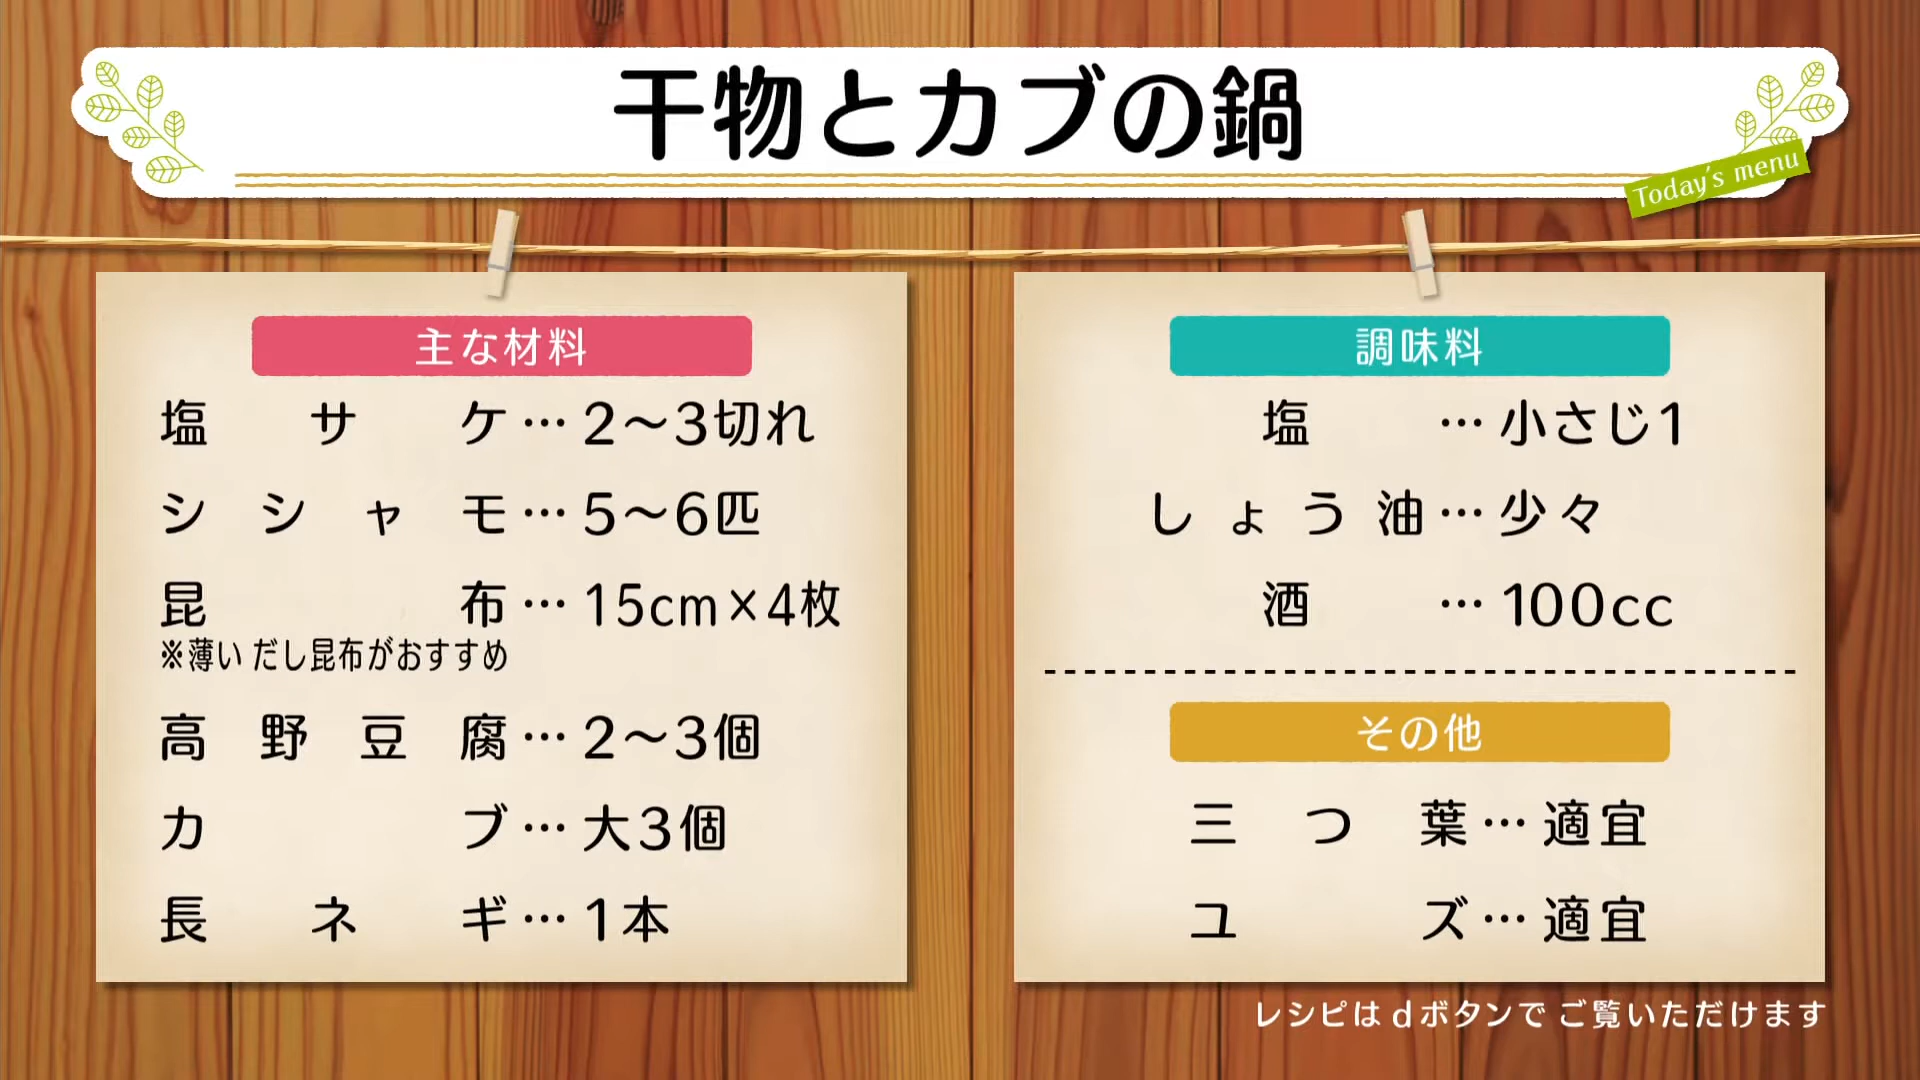 干物とカブの鍋
Today's menu
主な材料
塩サケ…2〜3切れ
シシャモ…5〜6匹
昆布…15cm×4枚
※薄い だし昆布がおすすめ
高野豆腐…2〜3個
カブ…大3個
長ネギ…1本
調味料
塩…小さじ1
しょう油…少々
酒…100cc
その他
三つ葉…適宜
ユズ…適宜
レシピはdボタンで ご覧いただけます